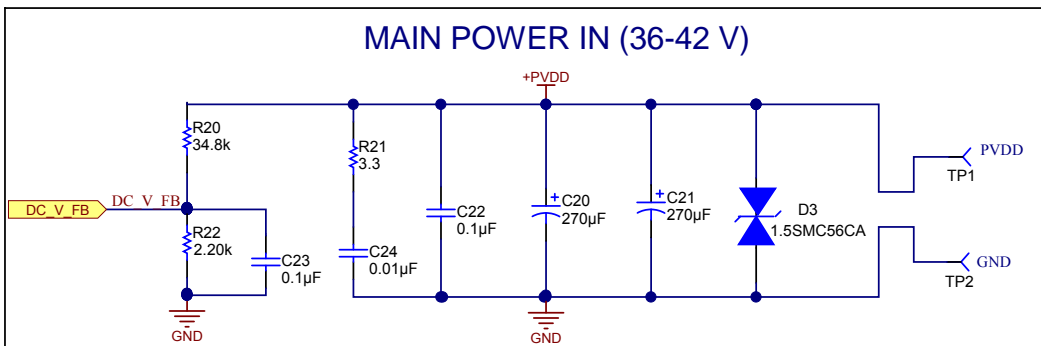 MAIN POWER IN (36-42 V)
+PVDD
R20
34.8k
R21
3.3
PVDD
TP1
DC_V_FB
DC_V_FB
C22
0.1µF
C20
270µF
C21
270µF
D3
1.5SMC56CA
R22
2.20k
C23
0.1µF
C24
0.01µF
GND
TP2
GND
GND